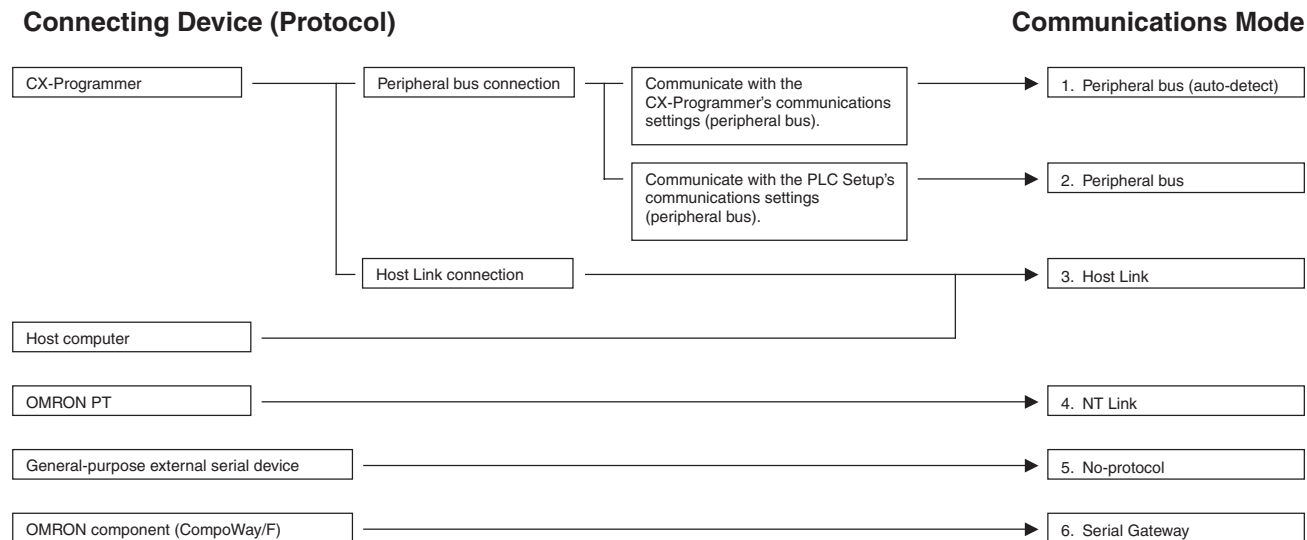 Connecting Device (Protocol)
Communications Mode
CX-Programmer
Peripheral bus connection
Communicate with the
CX-Programmer's communications
settings (peripheral bus).
1. Peripheral bus (auto-detect)
Communicate with the PLC Setup's
communications settings
(peripheral bus).
2. Peripheral bus
Host Link connection
3. Host Link
Host computer
OMRON PT
4. NT Link
General-purpose external serial device
5. No-protocol
OMRON component (CompoWay/F)
6. Serial Gateway